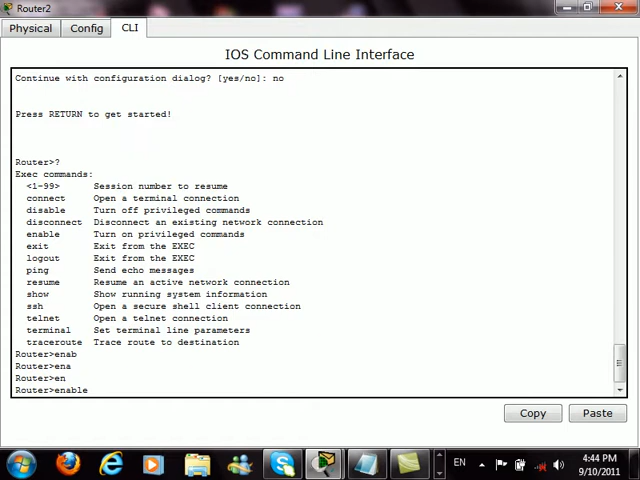 Router2
Physical Config CLI
IOS Command Line Interface
Continue with configuration dialog? [yes/no]: no
Press RETURN to get started!
Router>?
Exec commands:
<1-99> Session number to resume
connect Open a terminal connection
disable Turn off privileged commands
disconnect Disconnect an existing network connection
enable Turn on privileged commands
exit Exit from the EXEC
logout Exit from the EXEC
ping Send echo messages
resume Resume an active network connection
show Show running system information
ssh Open a secure shell client connection
telnet Open a telnet connection
terminal Set terminal line parameters
traceroute Trace route to destination
Router>enab
Router>ena
Router>en
Router>enable
Copy Paste
EN 4:44 PM
9/10/2011